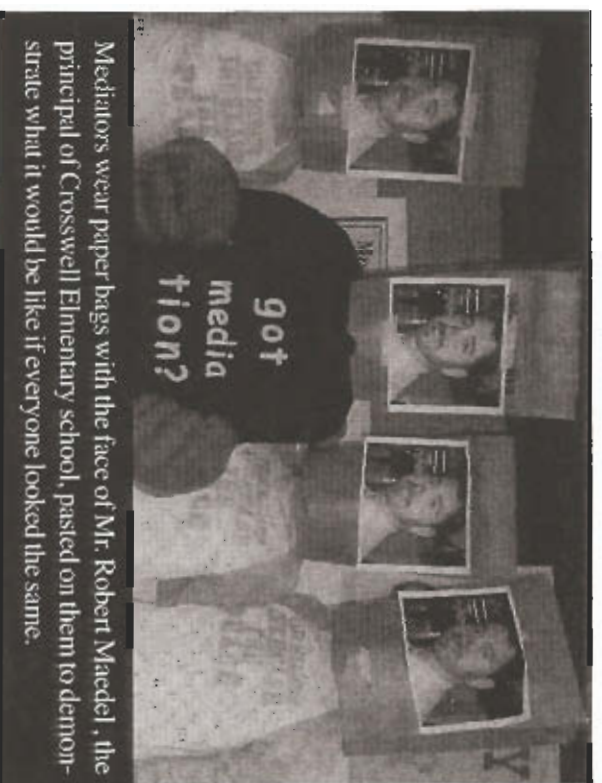 got
media
tion?
Mediators wear paper bags with the face of Mr. Robert Maedel , the
principal of Crosswell Elmentary school, pasted on them to demon-
strate what it would be like if everyone looked the same.